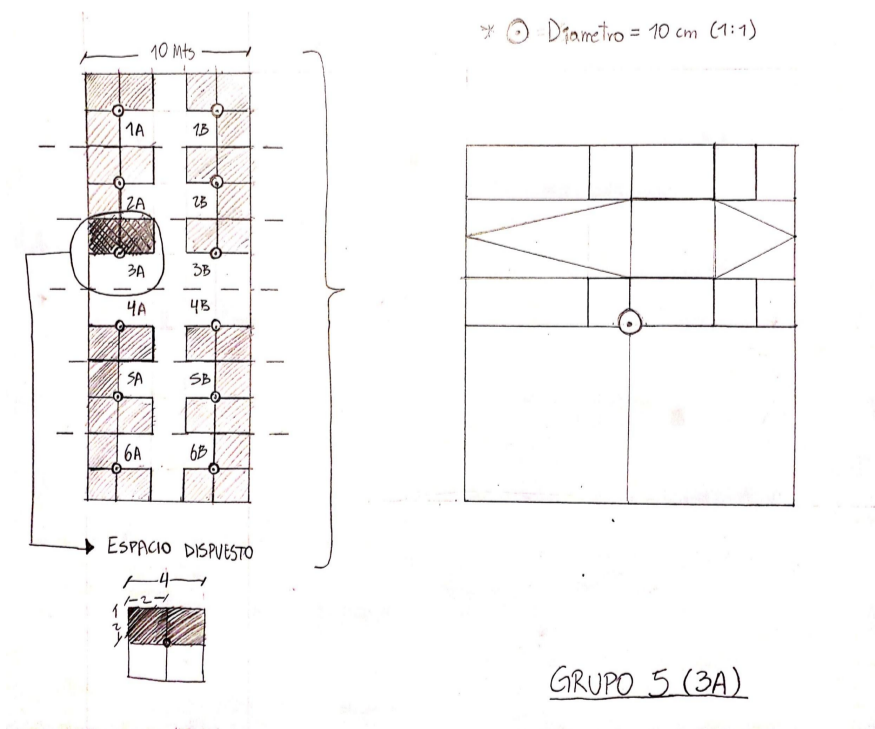 * ⊙ Diametro = 10 cm (1:1)
10 Mts
1A 1B
2A 2B
3A 3B
4A 4B
5A 5B
6A 6B
ESPACIO DISPUESTO
4
2
1
2
GRUPO 5 (3A)